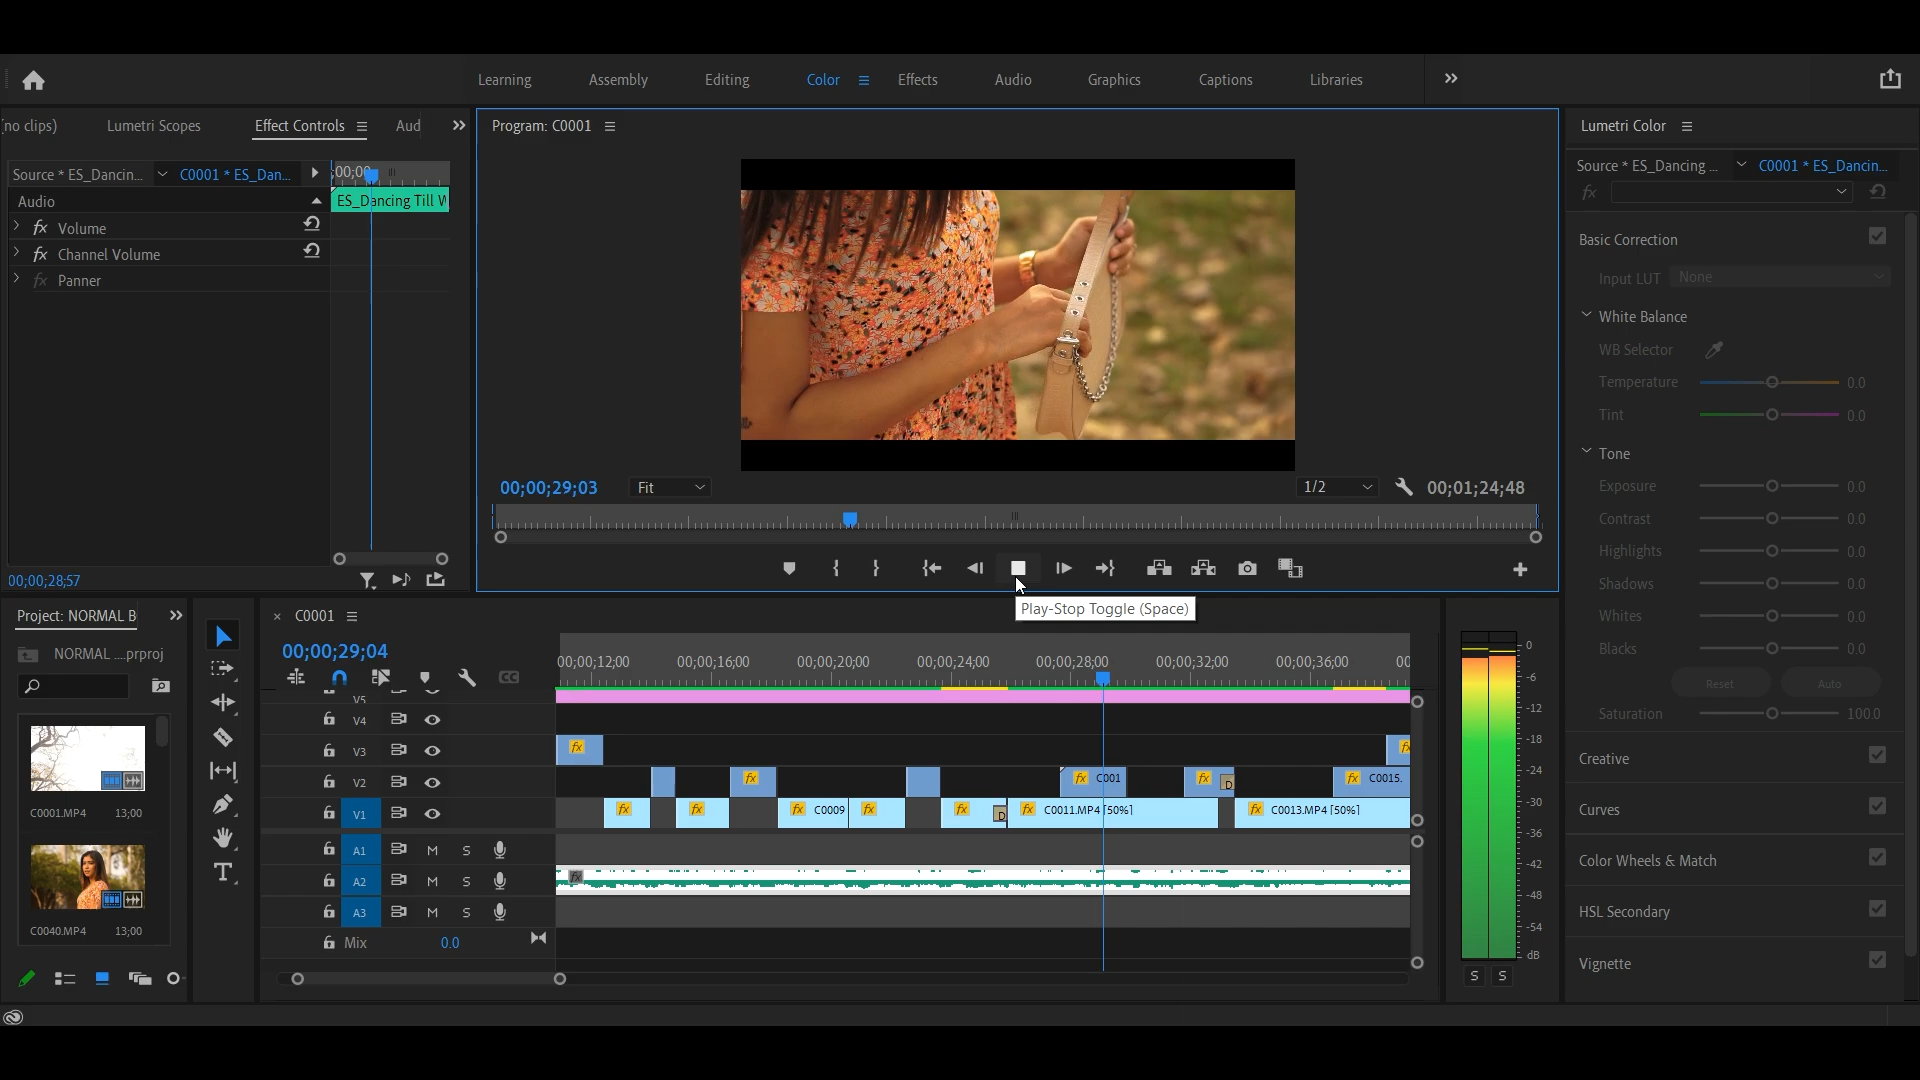 Learning Assembly Editing Color Effects Audio Graphics Captions Libraries
(no clips) Lumetri Scopes Effect Controls Aud
Source * ES_Dancin... C0001 * ES_Dan...
;00;00
Audio
ES_Dancing Till W
fx Volume
fx Channel Volume
fx Panner
00;00;28;57
Program: C0001
00;00;29;03 Fit 1/2 00;01;24;48
Play-Stop Toggle (Space)
Lumetri Color
Source * ES_Dancing ... C0001 * ES_Dancin...
fx
Basic Correction
Input LUT None
White Balance
WB Selector
Temperature 0.0
Tint 0.0
Tone
Exposure 0.0
Contrast 0.0
Highlights 0.0
Shadows 0.0
Whites 0.0
Blacks 0.0
Reset Auto
Saturation 100.0
Creative
Curves
Color Wheels & Match
HSL Secondary
Vignette
Project: NORMAL B
NORMAL ....prproj
C0001.MP4 13;00
C0040.MP4 13;00
T
× C0001
00;00;29;04
CC
00;00;12;00 00;00;16;00 00;00;20;00 00;00;24;00 00;00;28;00 00;00;32;00 00;00;36;00 00
V5
V4
V3 fx fx
V2 fx fx C001 fx D fx C0015.
V1 fx fx fx C0009 fx fx D fx C0011.MP4 [50%] fx C0013.MP4 [50%]
A1 M S
A2 M S fx
A3 M S
Mix 0.0
0
-6
-12
-18
-24
-30
-36
-42
-48
-54
dB
S S